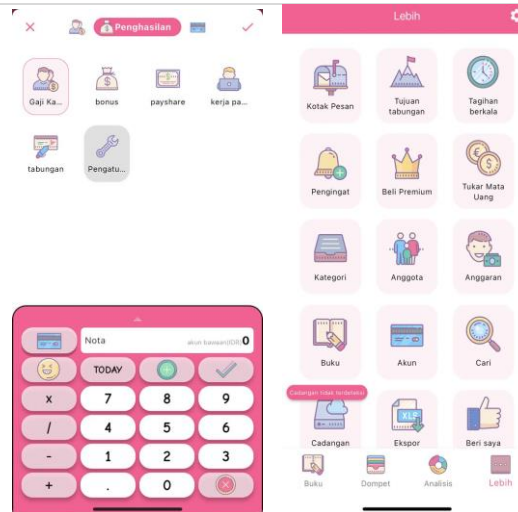 Penghasilan
Gaji Ka...
bonus
payshare
kerja pa...
tabungan
Pengatu...
Nota
akun bawaan(IDR) 0
TODAY
x
7
8
9
/
4
5
6
-
1
2
3
+
.
0
Lebih
Kotak Pesan
Tujuan
tabungan
Tagihan
berkala
Pengingat
Beli Premium
Tukar Mata
Uang
Kategori
Anggota
Anggaran
Buku
Akun
Cari
Cadangan tidak terdeteksi
Cadangan
XLS
Ekspor
Beri saya
Buku
Dompet
Analisis
Lebih